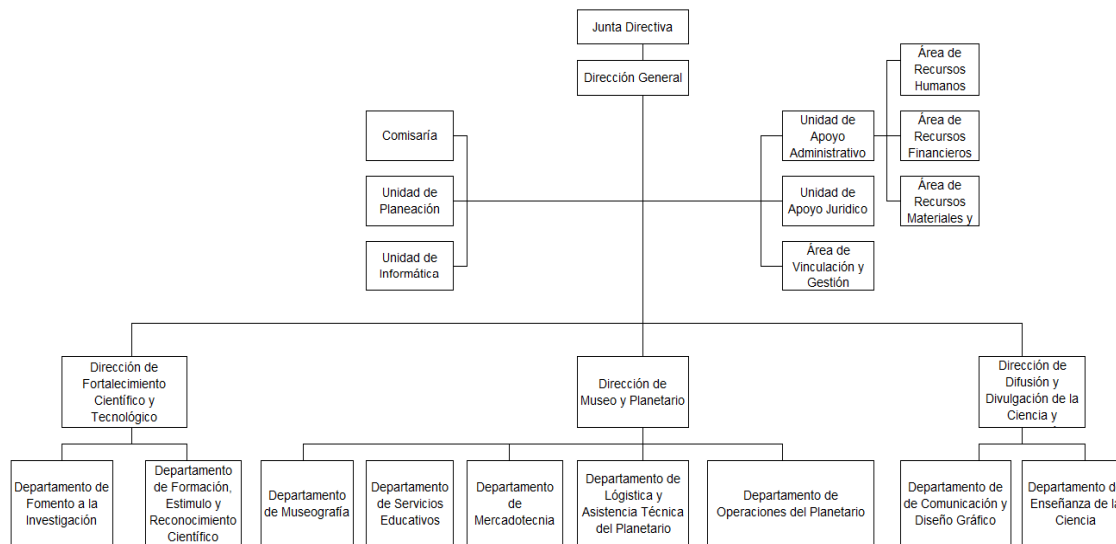 Junta Directiva
Dirección General
Área de
Recursos
Humanos
Comisaría
Unidad de
Apoyo
Administrativo
Área de
Recursos
Financieros
Unidad de
Planeación
Unidad de
Apoyo Juridico
Área de
Recursos
Materiales y
Unidad de
Informática
Área de
Vinculación y
Gestión
Dirección de
Fortalecimiento
Científico y
Tecnológico
Dirección de
Museo y Planetario
Dirección de
Difusión y
Divulgación de la
Ciencia y
Departamento de
Fomento a la
Investigación
Departamento
de Formación,
Estimulo y
Reconocimiento
Científico
Departamento
de Museografía
Departamento
de Servicios
Educativos
Departamento
de
Mercadotecnia
Departamento de
Lógistica y
Asistencia Técnica
del Planetario
Departamento de
Operaciones del Planetario
Departamento de
de Comunicación y
Diseño Gráfico
Departamento d
Enseñanza de la
Ciencia